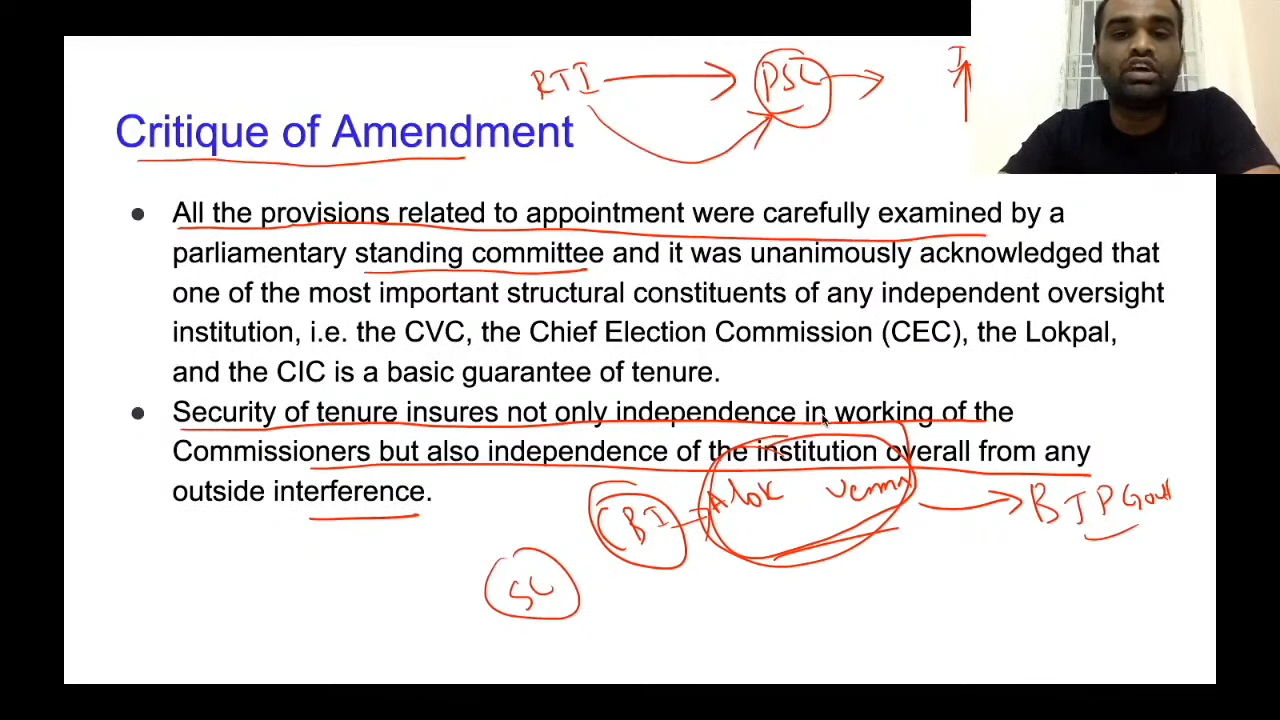 RTI PSC I
Critique of Amendment
● All the provisions related to appointment were carefully examined by a
parliamentary standing committee and it was unanimously acknowledged that
one of the most important structural constituents of any independent oversight
institution, i.e. the CVC, the Chief Election Commission (CEC), the Lokpal,
and the CIC is a basic guarantee of tenure.
● Security of tenure insures not only independence in working of the
Commissioners but also independence of the institution overall from any
outside interference.
CBI Alok Verma BJP Govt
SC